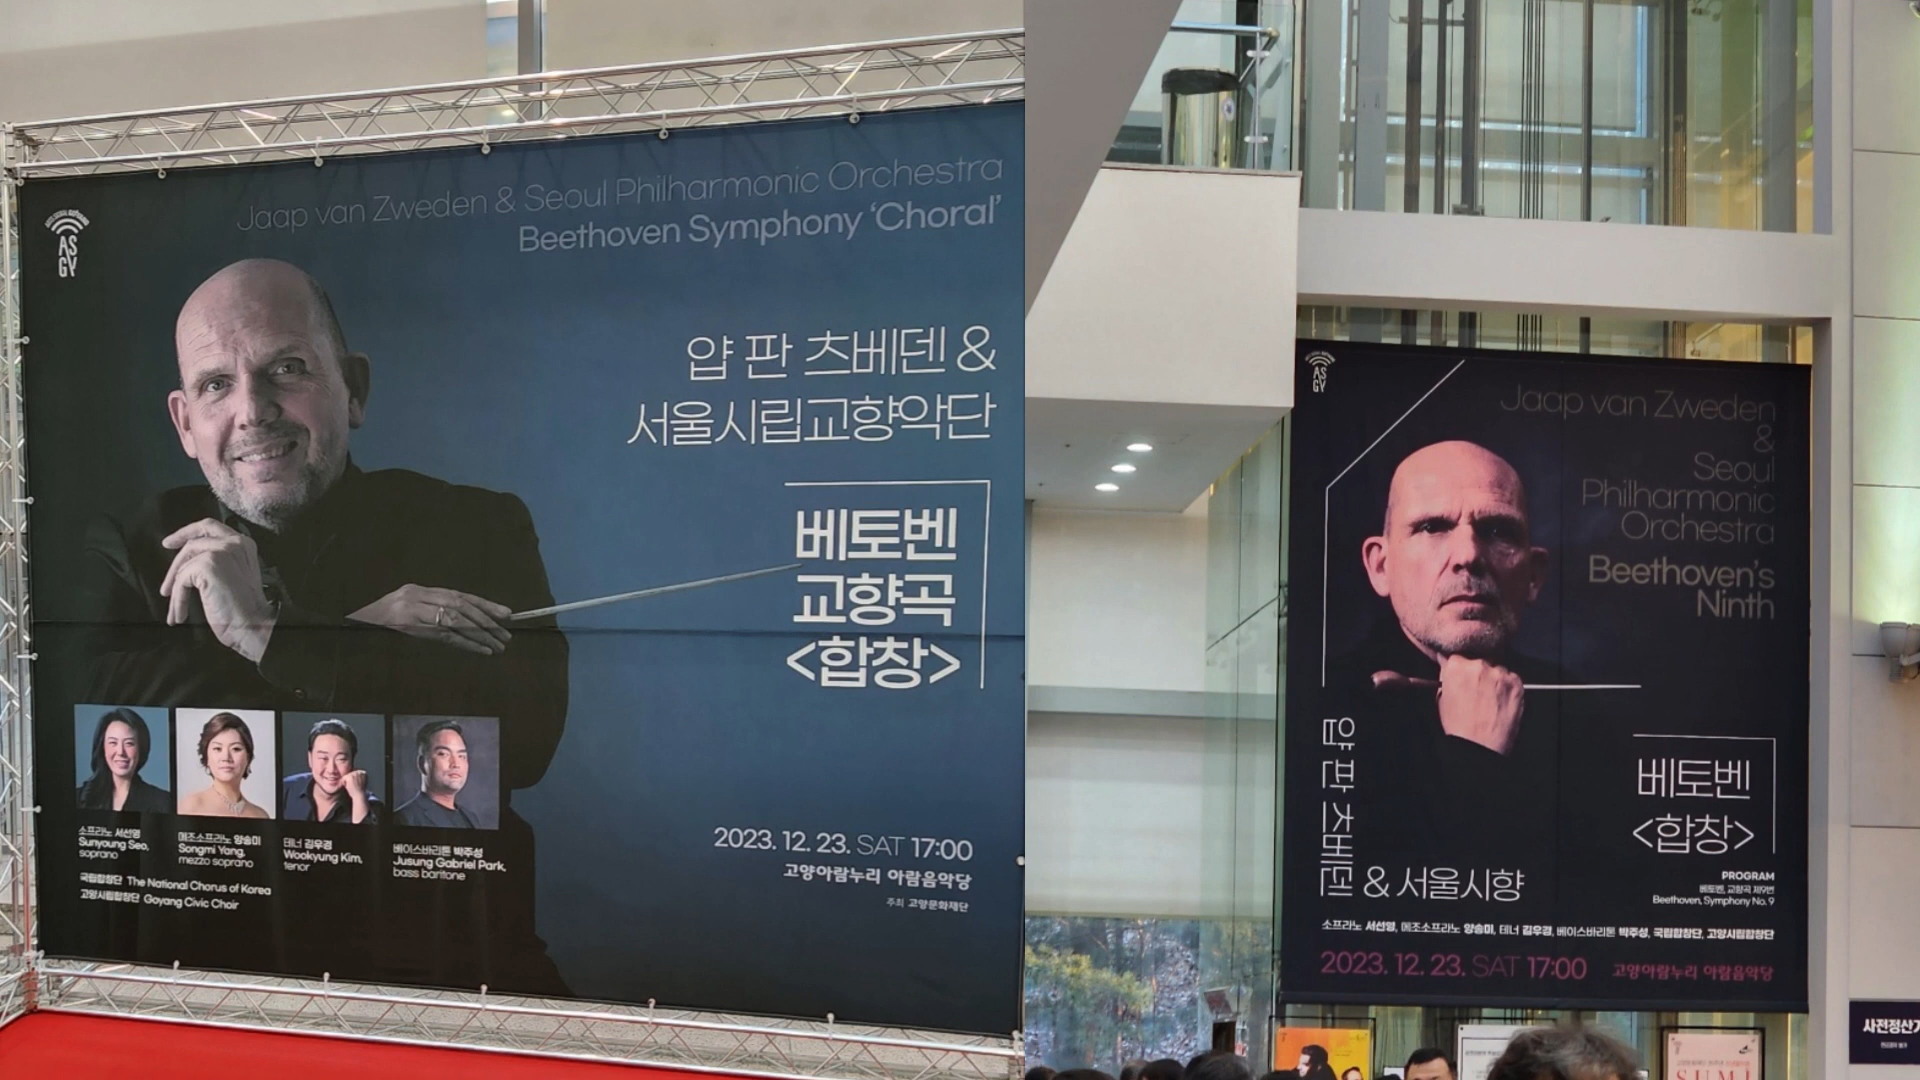 ASGY
Jaap van Zweden & Seoul Philharmonic Orchestra
Beethoven Symphony ‘Choral’
얍 판 츠베덴 &
서울시립교향악단
베토벤
교향곡
<합창>
소프라노 서선영
Sunyoung Seo,
soprano
메조소프라노 양송미
Songmi Yang,
mezzo soprano
테너 김우경
Wookyung Kim,
tenor
베이스바리톤 박주성
Jusung Gabriel Park,
bass baritone
국립합창단 The National Chorus of Korea
고양시립합창단 Goyang Civic Choir
2023. 12. 23. SAT 17:00
고양아람누리 아람음악당
주최 고양문화재단
ASGY
Jaap van Zweden
&
Seoul
Philharmonic
Orchestra
Beethoven's
Ninth
얍 판 츠베덴
& 서울시향
베토벤
<합창>
PROGRAM
베토벤, 교향곡 제9번
Beethoven, Symphony No. 9
소프라노 서선영, 메조소프라노 양송미, 테너 김우경, 베이스바리톤 박주성, 국립합창단, 고양시립합창단
2023. 12. 23. SAT 17:00 고양아람누리 아람음악당
사전정산기
SUMI